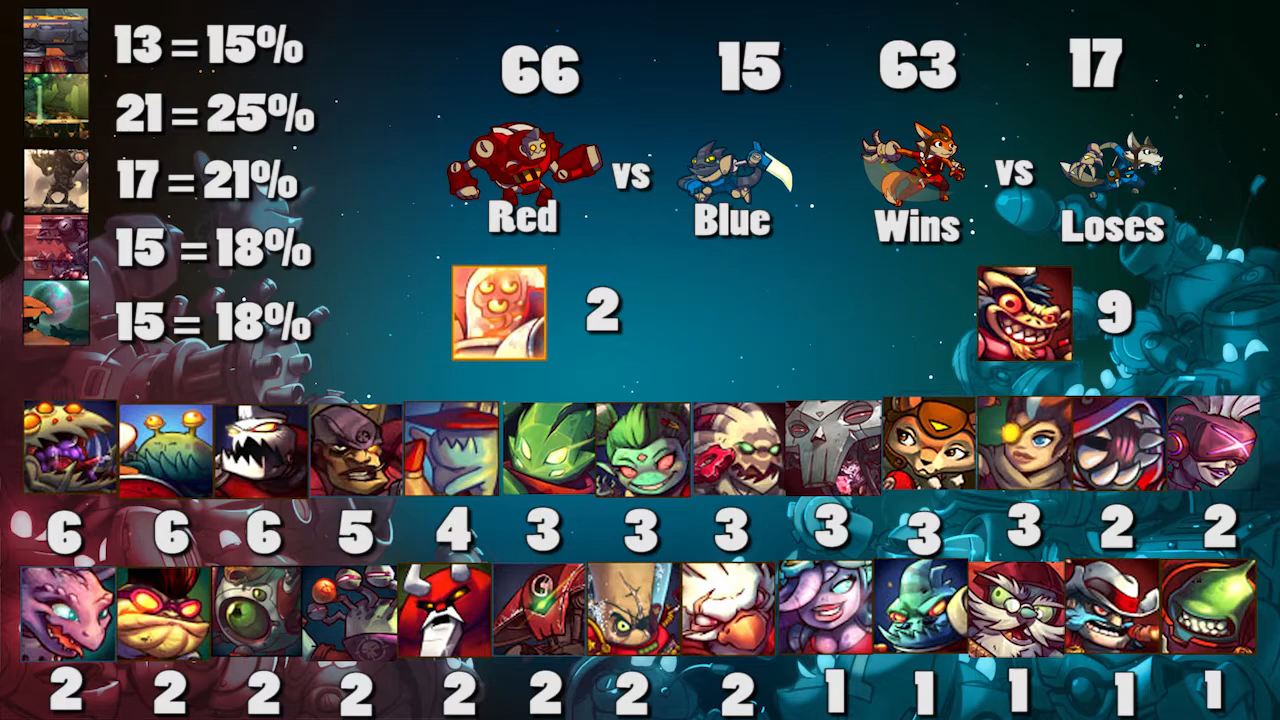 13 = 15%
21 = 25%
17 = 21%
15 = 18%
15 = 18%
66 15 63 17
vs vs
Red Blue Wins Loses
2 9
6 6 6 5 4 3 3 3 3 3 3 2 2
2 2 2 2 2 2 2 2 1 1 1 1 1